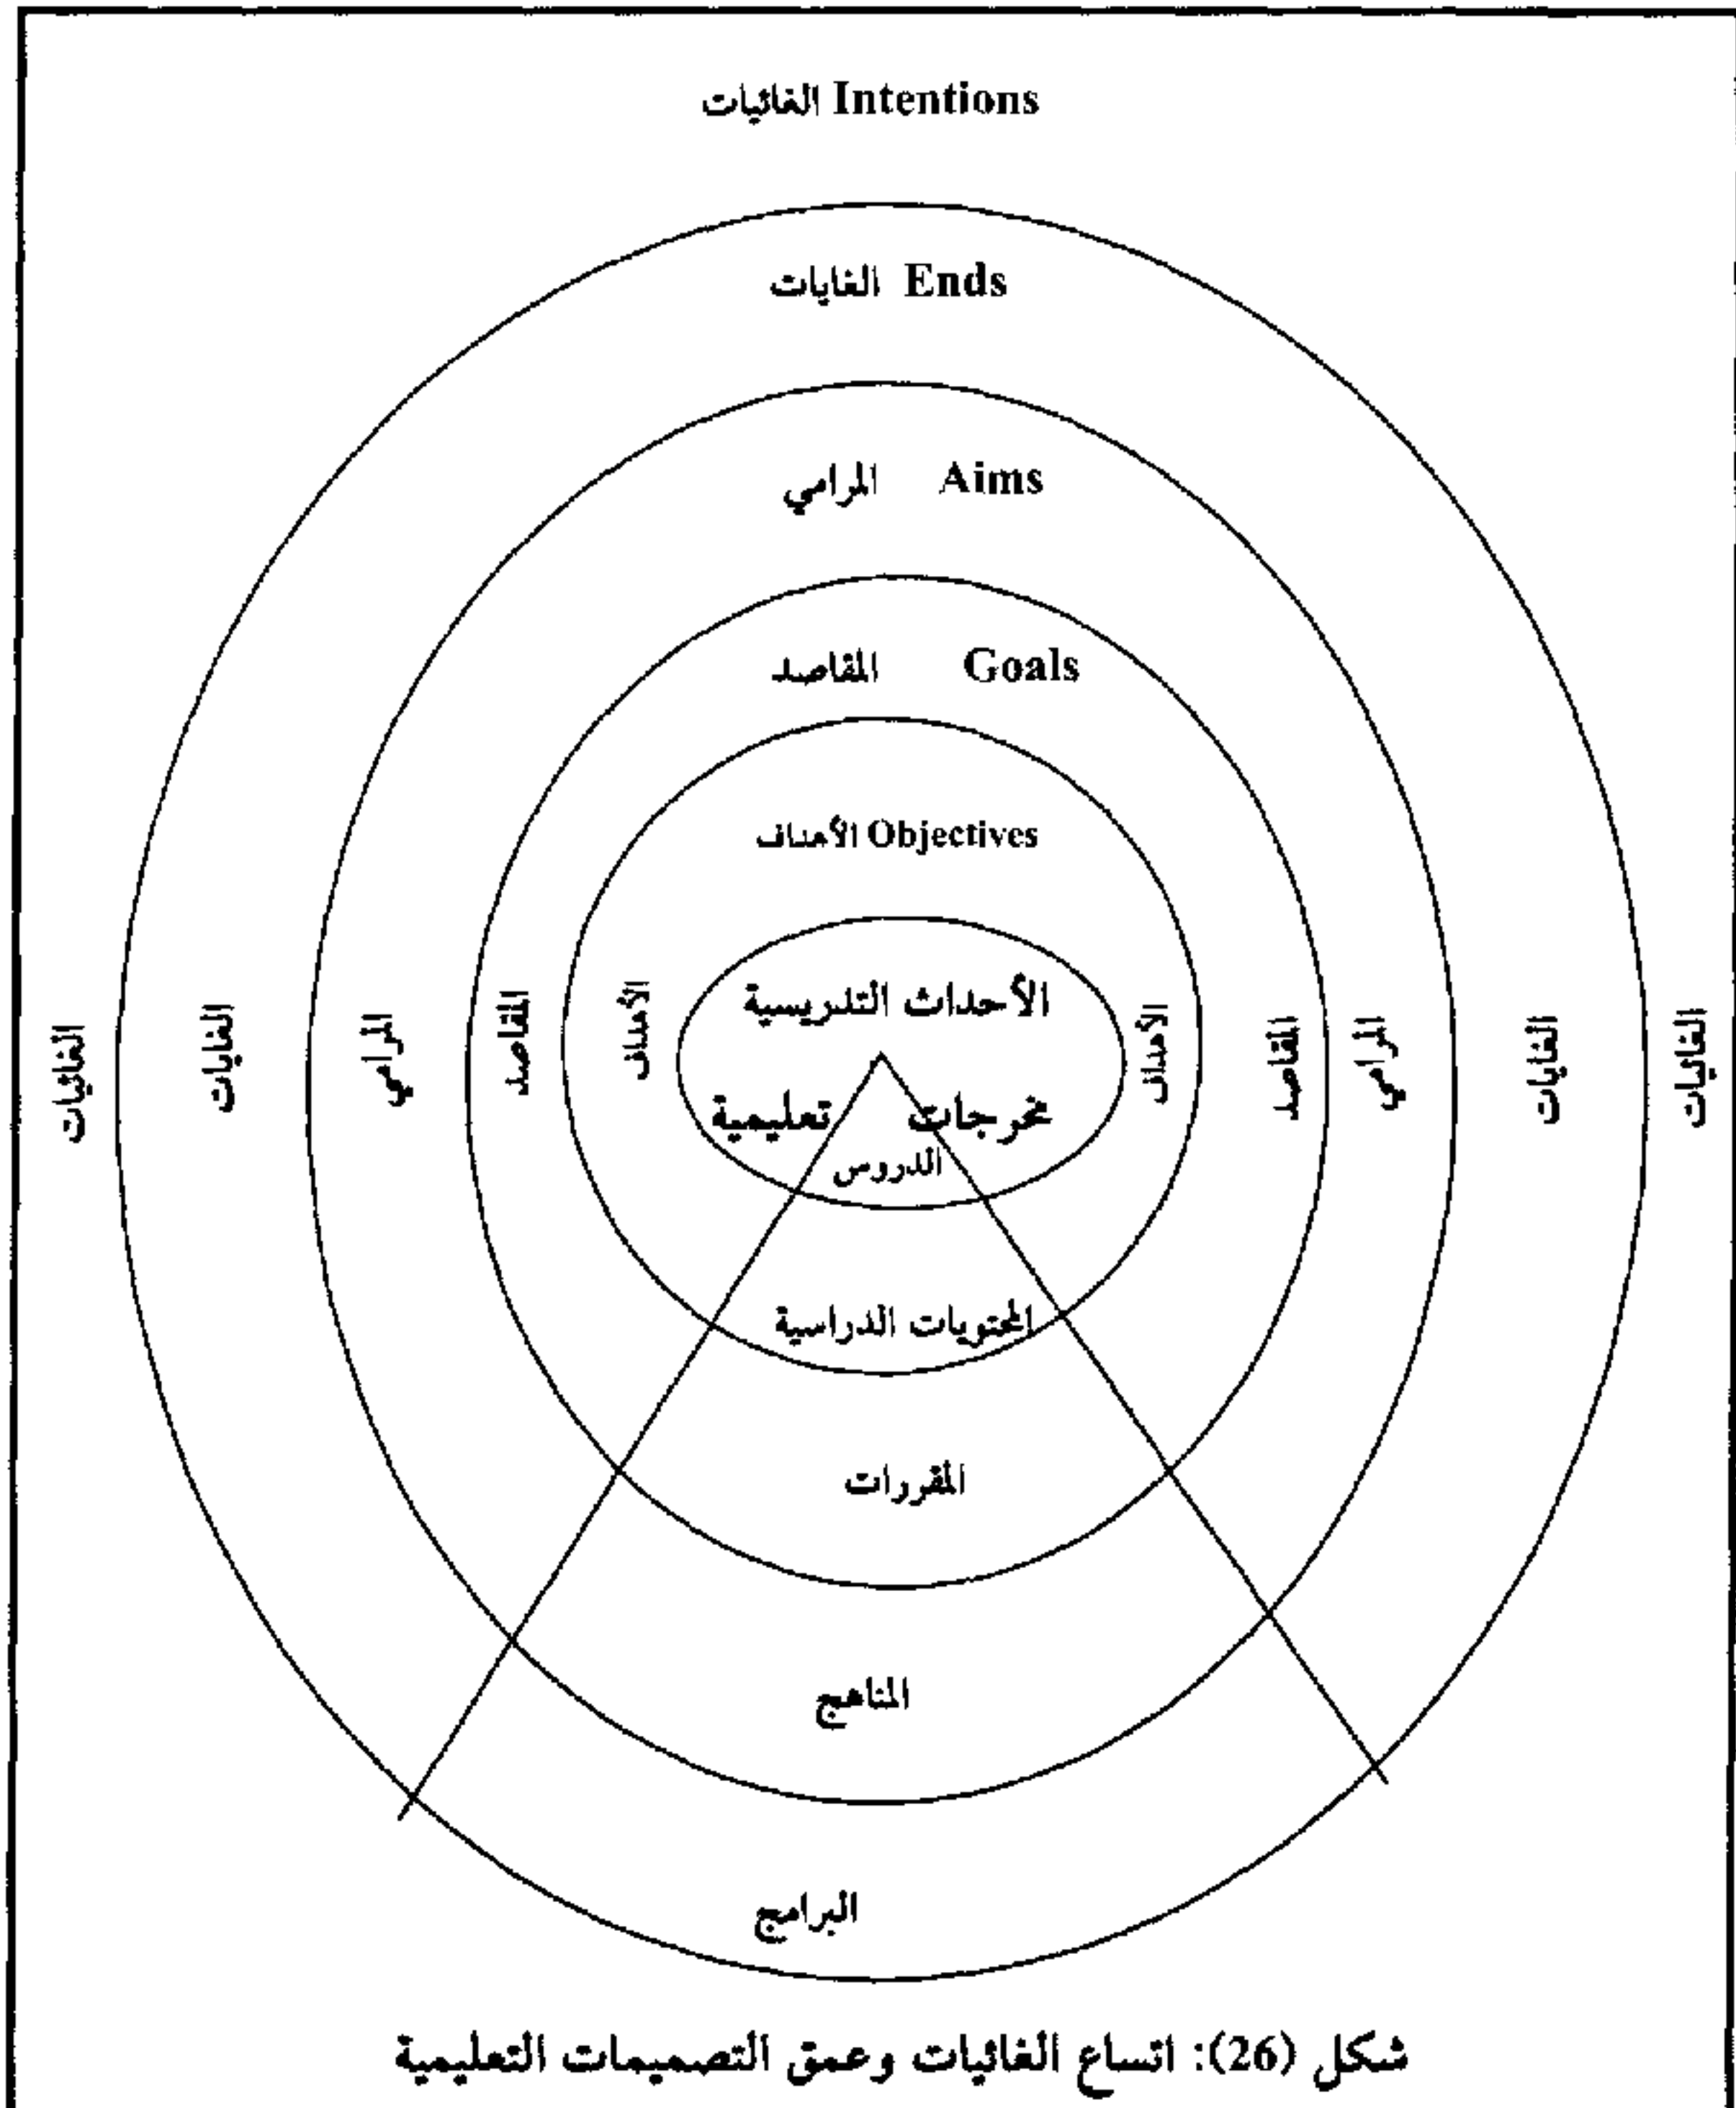 الغائيات Intentions
الغايات Ends
المرامي Aims
المقاصد Goals
الأهداف Objectives
الأحداث التدريسية
مخرجات تعليمية
الدروس
الغائيات
الغايات
المرامي
المقاصد
الأهداف
الأهداف
المقاصد
المرامي
الغايات
الغائيات
المحتويات الدراسية
المقررات
المناهج
البرامج
شكل (26): اتساع الغائيات وعمق التصميمات التعليمية